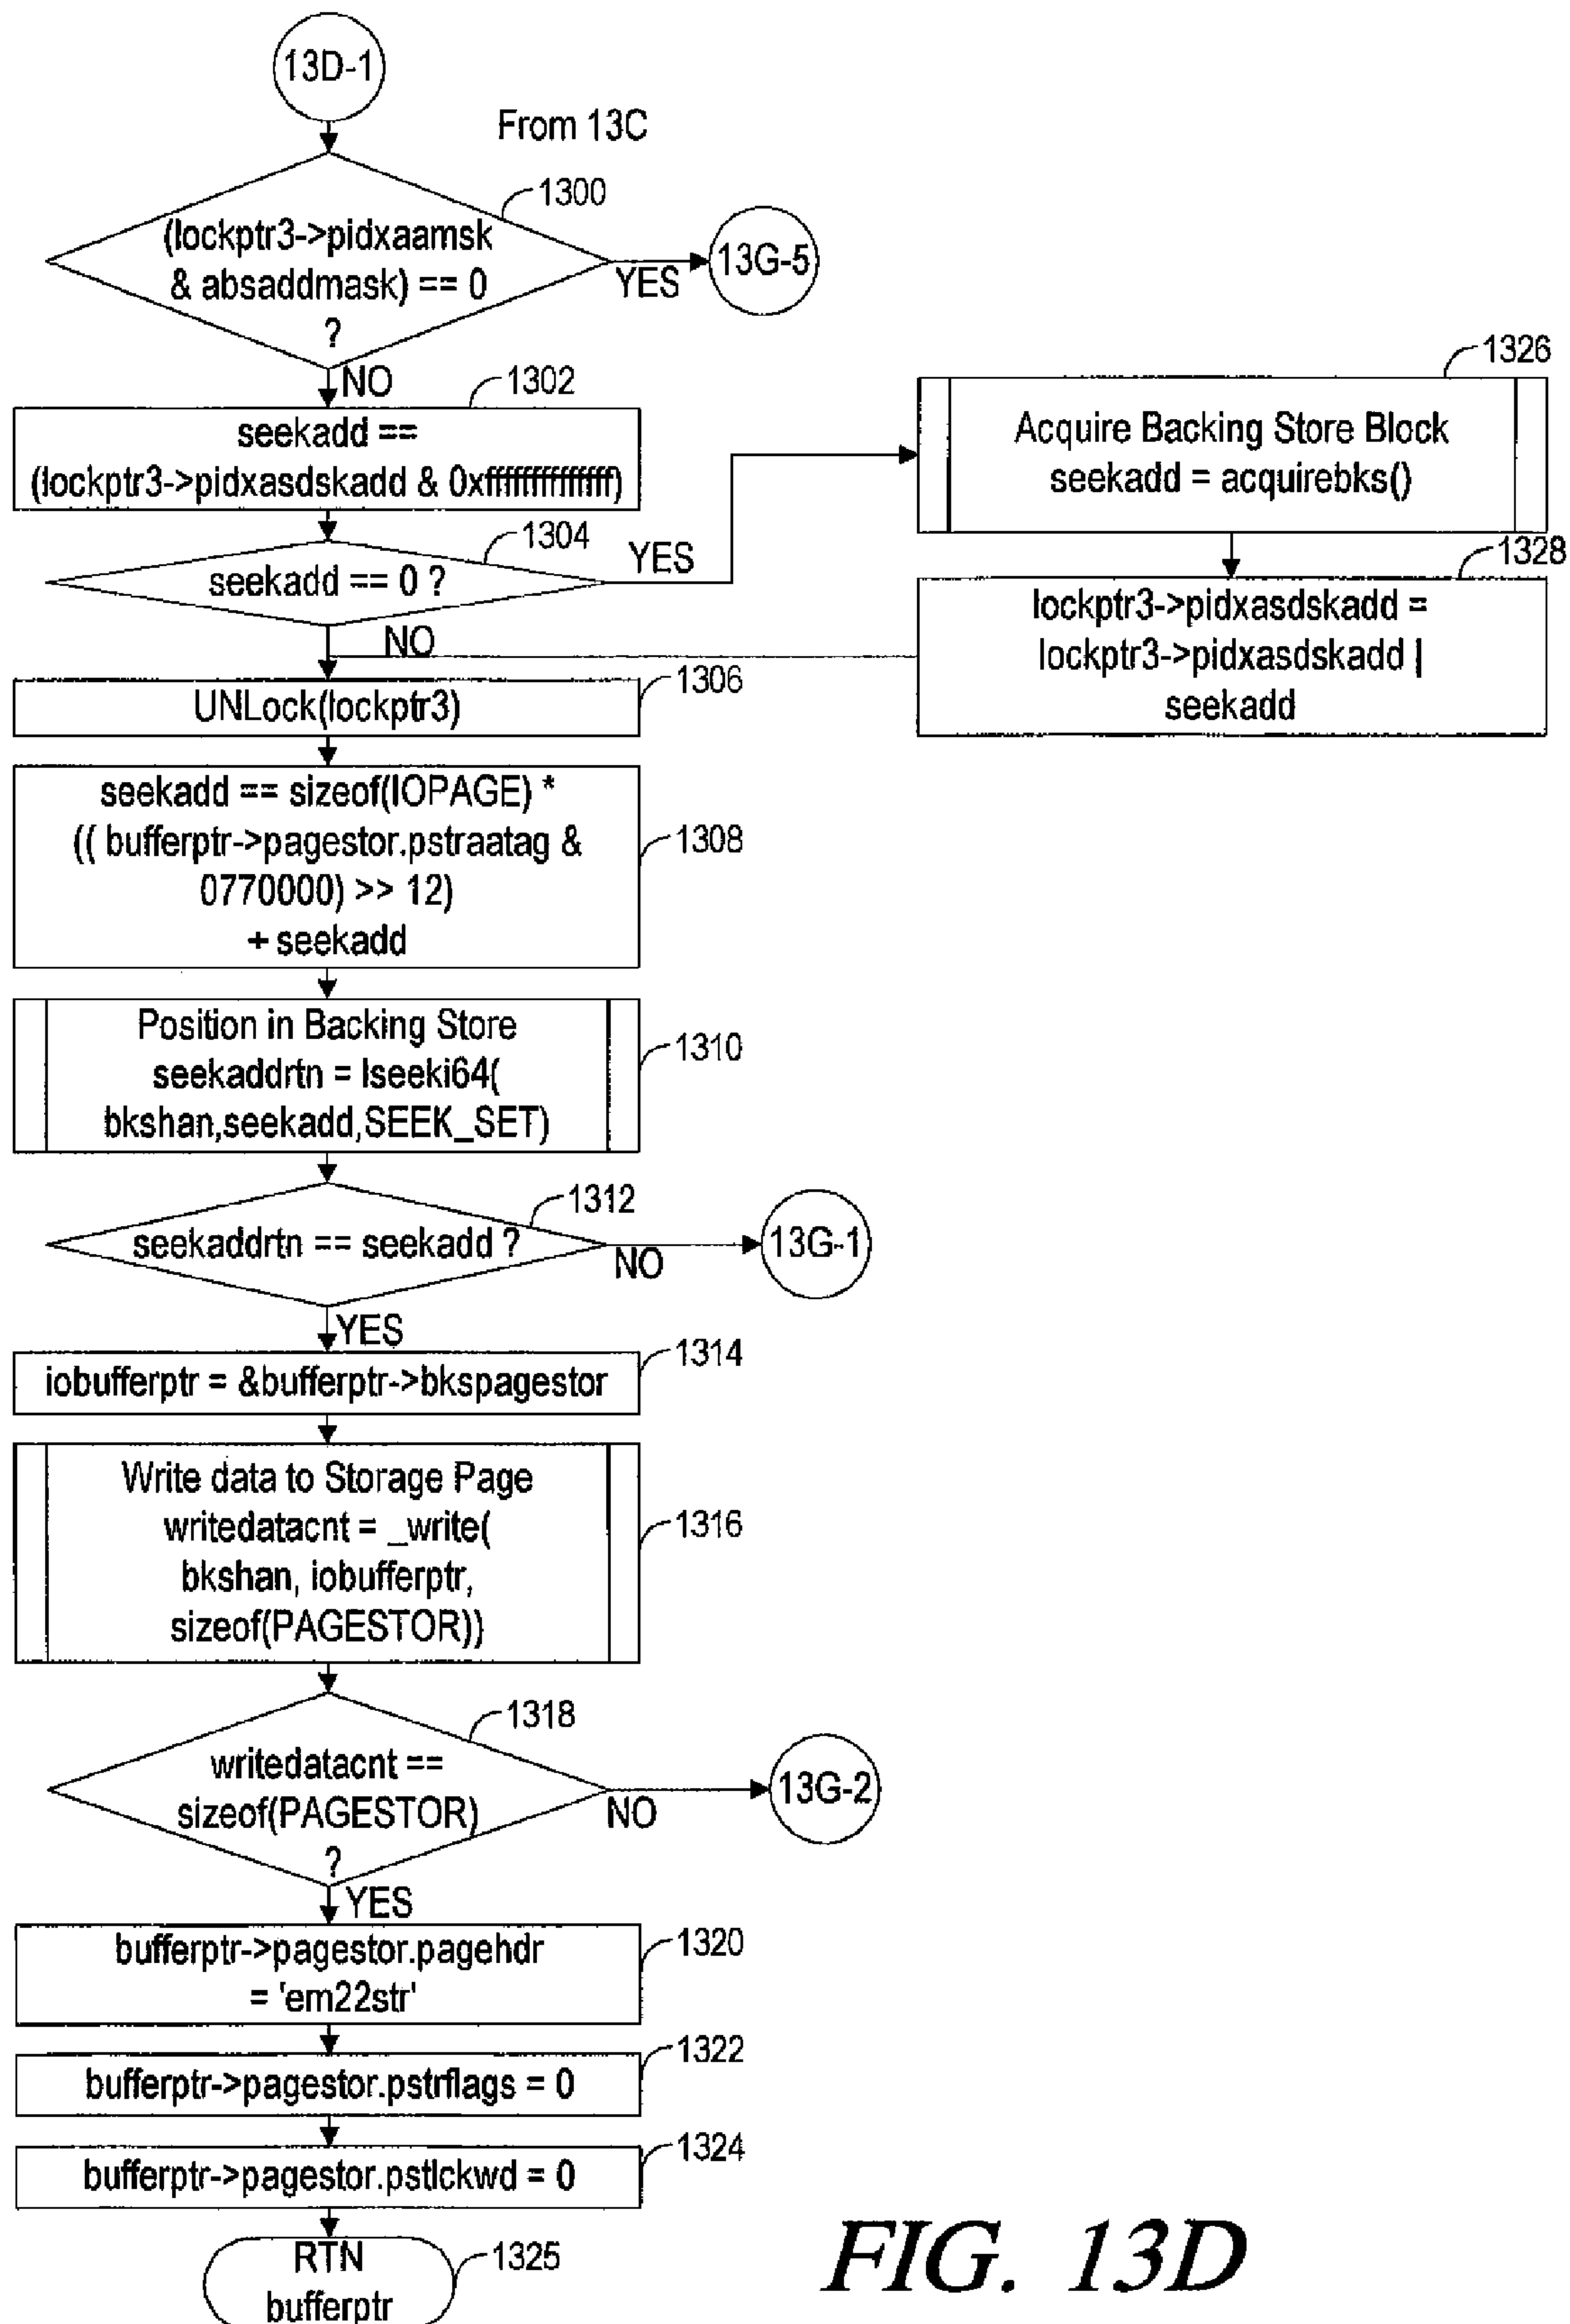 13D-1
From 13C
1300
(lockptr3->pidxaamsk
& absaddmask) == 0
?
YES
13G-5
NO
1302
seekadd ==
(lockptr3->pidxasdskadd & 0xffffffffffffff)
1304
seekadd == 0 ?
YES
NO
1326
Acquire Backing Store Block
seekadd = acquirebks()
1328
lockptr3->pidxasdskadd =
lockptr3->pidxasdskadd |
seekadd
1306
UNLock(lockptr3)
seekadd == sizeof(IOPAGE) *
(( bufferptr->pagestor.pstraatag &
0770000) >> 12)
+ seekadd
1308
Position in Backing Store
seekaddrtn = lseeki64(
bkshan,seekadd,SEEK_SET)
1310
1312
seekaddrtn == seekadd ?
NO
13G-1
YES
1314
iobufferptr = &bufferptr->bkspagestor
Write data to Storage Page
writedatacnt = _write(
bkshan, iobufferptr,
sizeof(PAGESTOR))
1316
1318
writedatacnt ==
sizeof(PAGESTOR)
?
NO
13G-2
YES
bufferptr->pagestor.pagehdr
= 'em22str'
1320
1322
bufferptr->pagestor.pstrflags = 0
1324
bufferptr->pagestor.pstlckwd = 0
RTN
bufferptr
1325
FIG. 13D